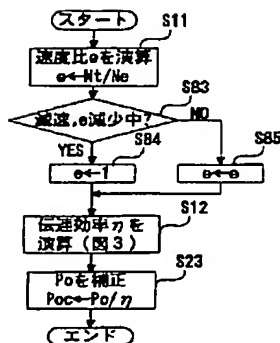 スタート
S11
速度比eを演算
e←Nt/Ne
S83
減速,e減少中?
NO
YES
S84
S85
e←1
e←e
S12
伝達効率ηを
演算(図3)
S23
Poを補正
Poc←Po/η
エンド